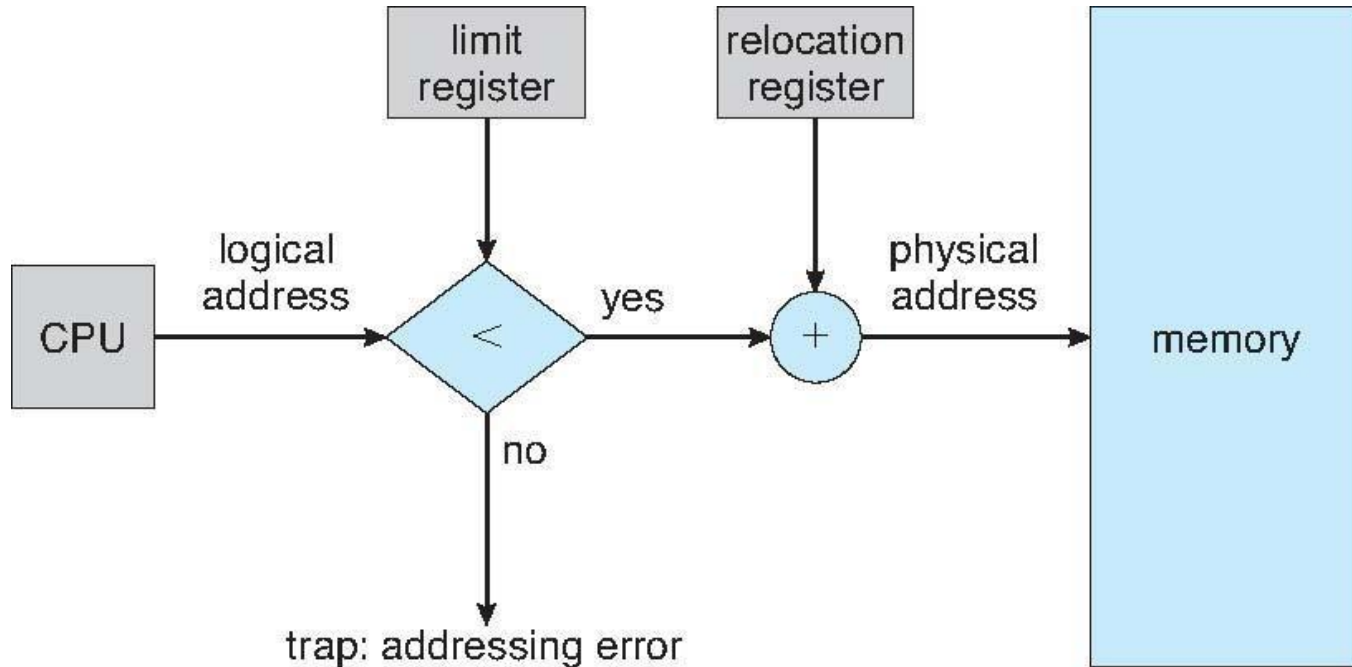 limit
register
relocation
register
logical
address
yes
physical
address
CPU
<
+
memory
no
trap: addressing error